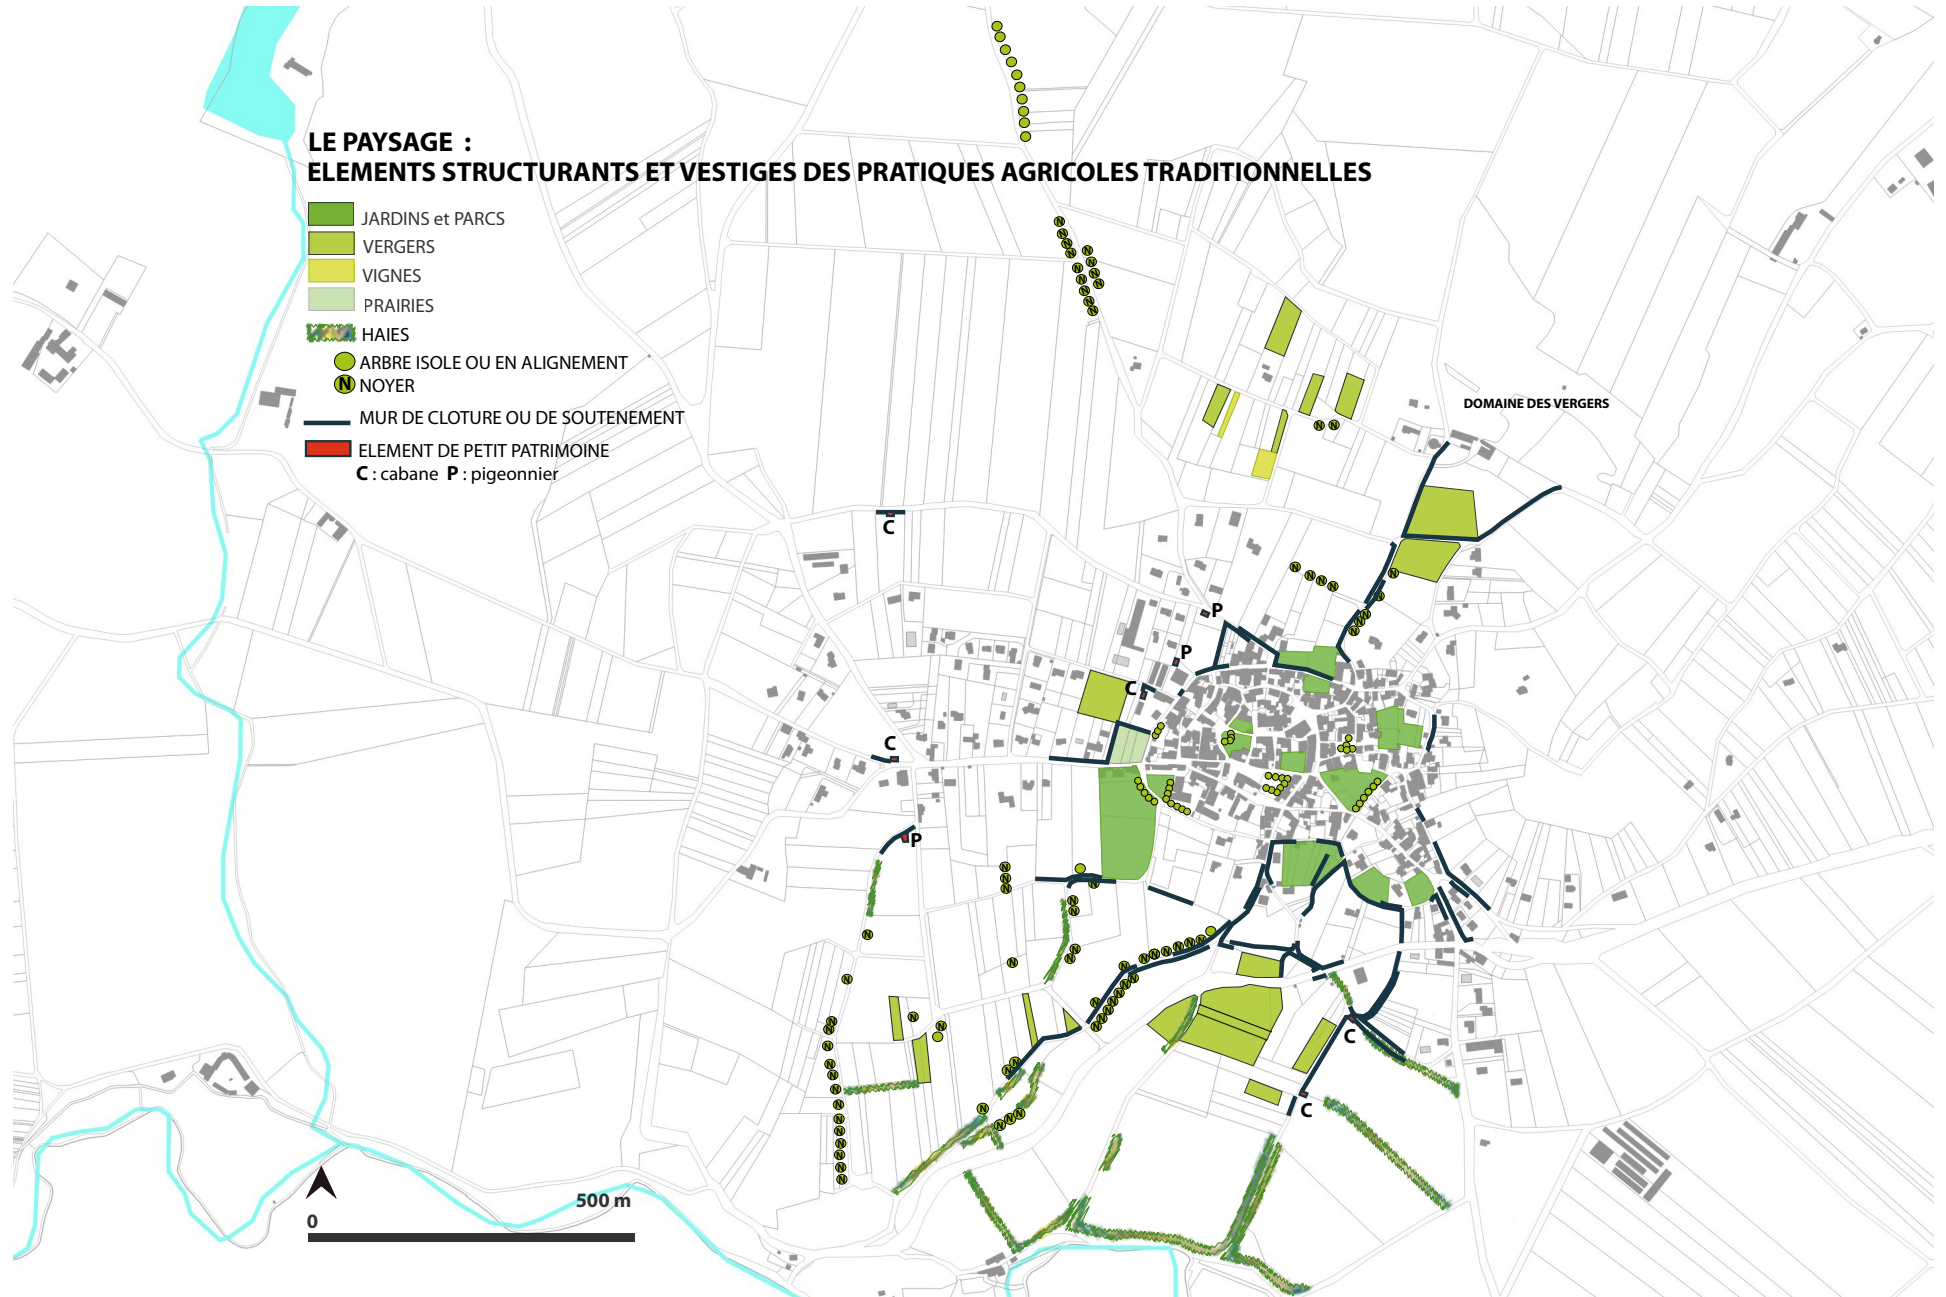 LE PAYSAGE :
ELEMENTS STRUCTURANTS ET VESTIGES DES PRATIQUES AGRICOLES TRADITIONNELLES
JARDINS et PARCS
VERGERS
VIGNES
PRAIRIES
HAIES
ARBRE ISOLE OU EN ALIGNEMENT
N NOYER
MUR DE CLOTURE OU DE SOUTENEMENT
ELEMENT DE PETIT PATRIMOINE
C : cabane P : pigeonnier
DOMAINE DES VERGERS
C
P
P
C
C
P
C
C
500 m
0